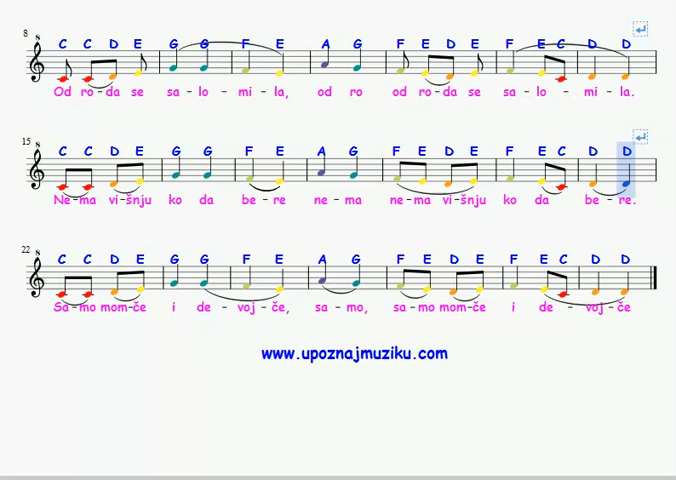 8
C C D E G G F E A G F E D E F E C D D
Od ro-da se sa-lo-mi-la, od ro od ro-da se sa-lo-mi-la.
15
C C D E G G F E A G F E D E F E C D D
Ne-ma vi-šnju ko da be-re ne-ma ne-ma vi-šnju ko da be-re.
22
C C D E G G F E A G F E D E F E C D D
Sa-mo mom-če i de-voj-če, sa-mo, sa-mo mom-če i de-voj-če
www.upoznajmuziku.com